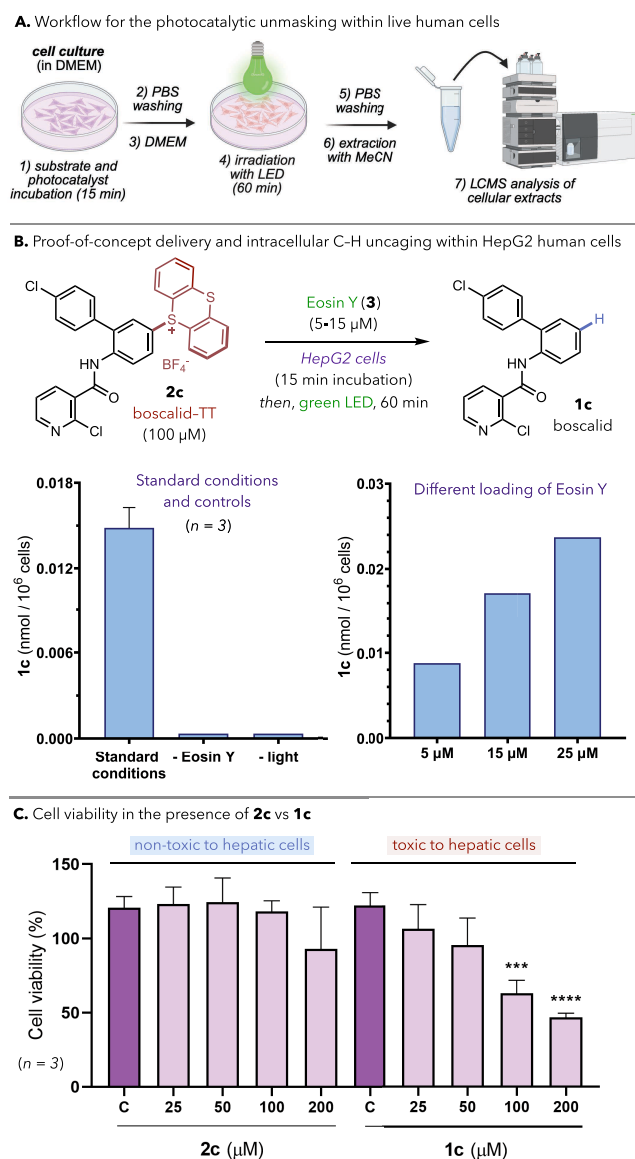 A. Workflow for the photocatalytic unmasking within live human cells
cell culture
(in DMEM)
1) substrate and
photocatalyst
incubation (15 min)
2) PBS
washing
3) DMEM
4) irradiation
with LED
(60 min)
5) PBS
washing
6) extraction
with MeCN
7) LCMS analysis of
cellular extracts
B. Proof-of-concept delivery and intracellular C–H uncaging within HepG2 human cells
Cl
S
S
+
BF4-
HN
O
N
Cl
2c
boscalid–TT
(100 µM)
Eosin Y (3)
(5-15 µM)
HepG2 cells
(15 min incubation)
then, green LED, 60 min
Cl
H
HN
O
N
Cl
1c
boscalid
Standard conditions
and controls
(n = 3)
1c (nmol / 10^6 cells)
0.018
0.012
0.006
0.000
Standard
conditions
- Eosin Y
- light
Different loading of Eosin Y
1c (nmol / 10^6 cells)
0.03
0.02
0.01
0.00
5 µM
15 µM
25 µM
C. Cell viability in the presence of 2c vs 1c
non-toxic to hepatic cells
toxic to hepatic cells
Cell viability (%)
150
100
50
0
(n = 3)
***
****
C 25 50 100 200 C 25 50 100 200
2c (µM)
1c (µM)